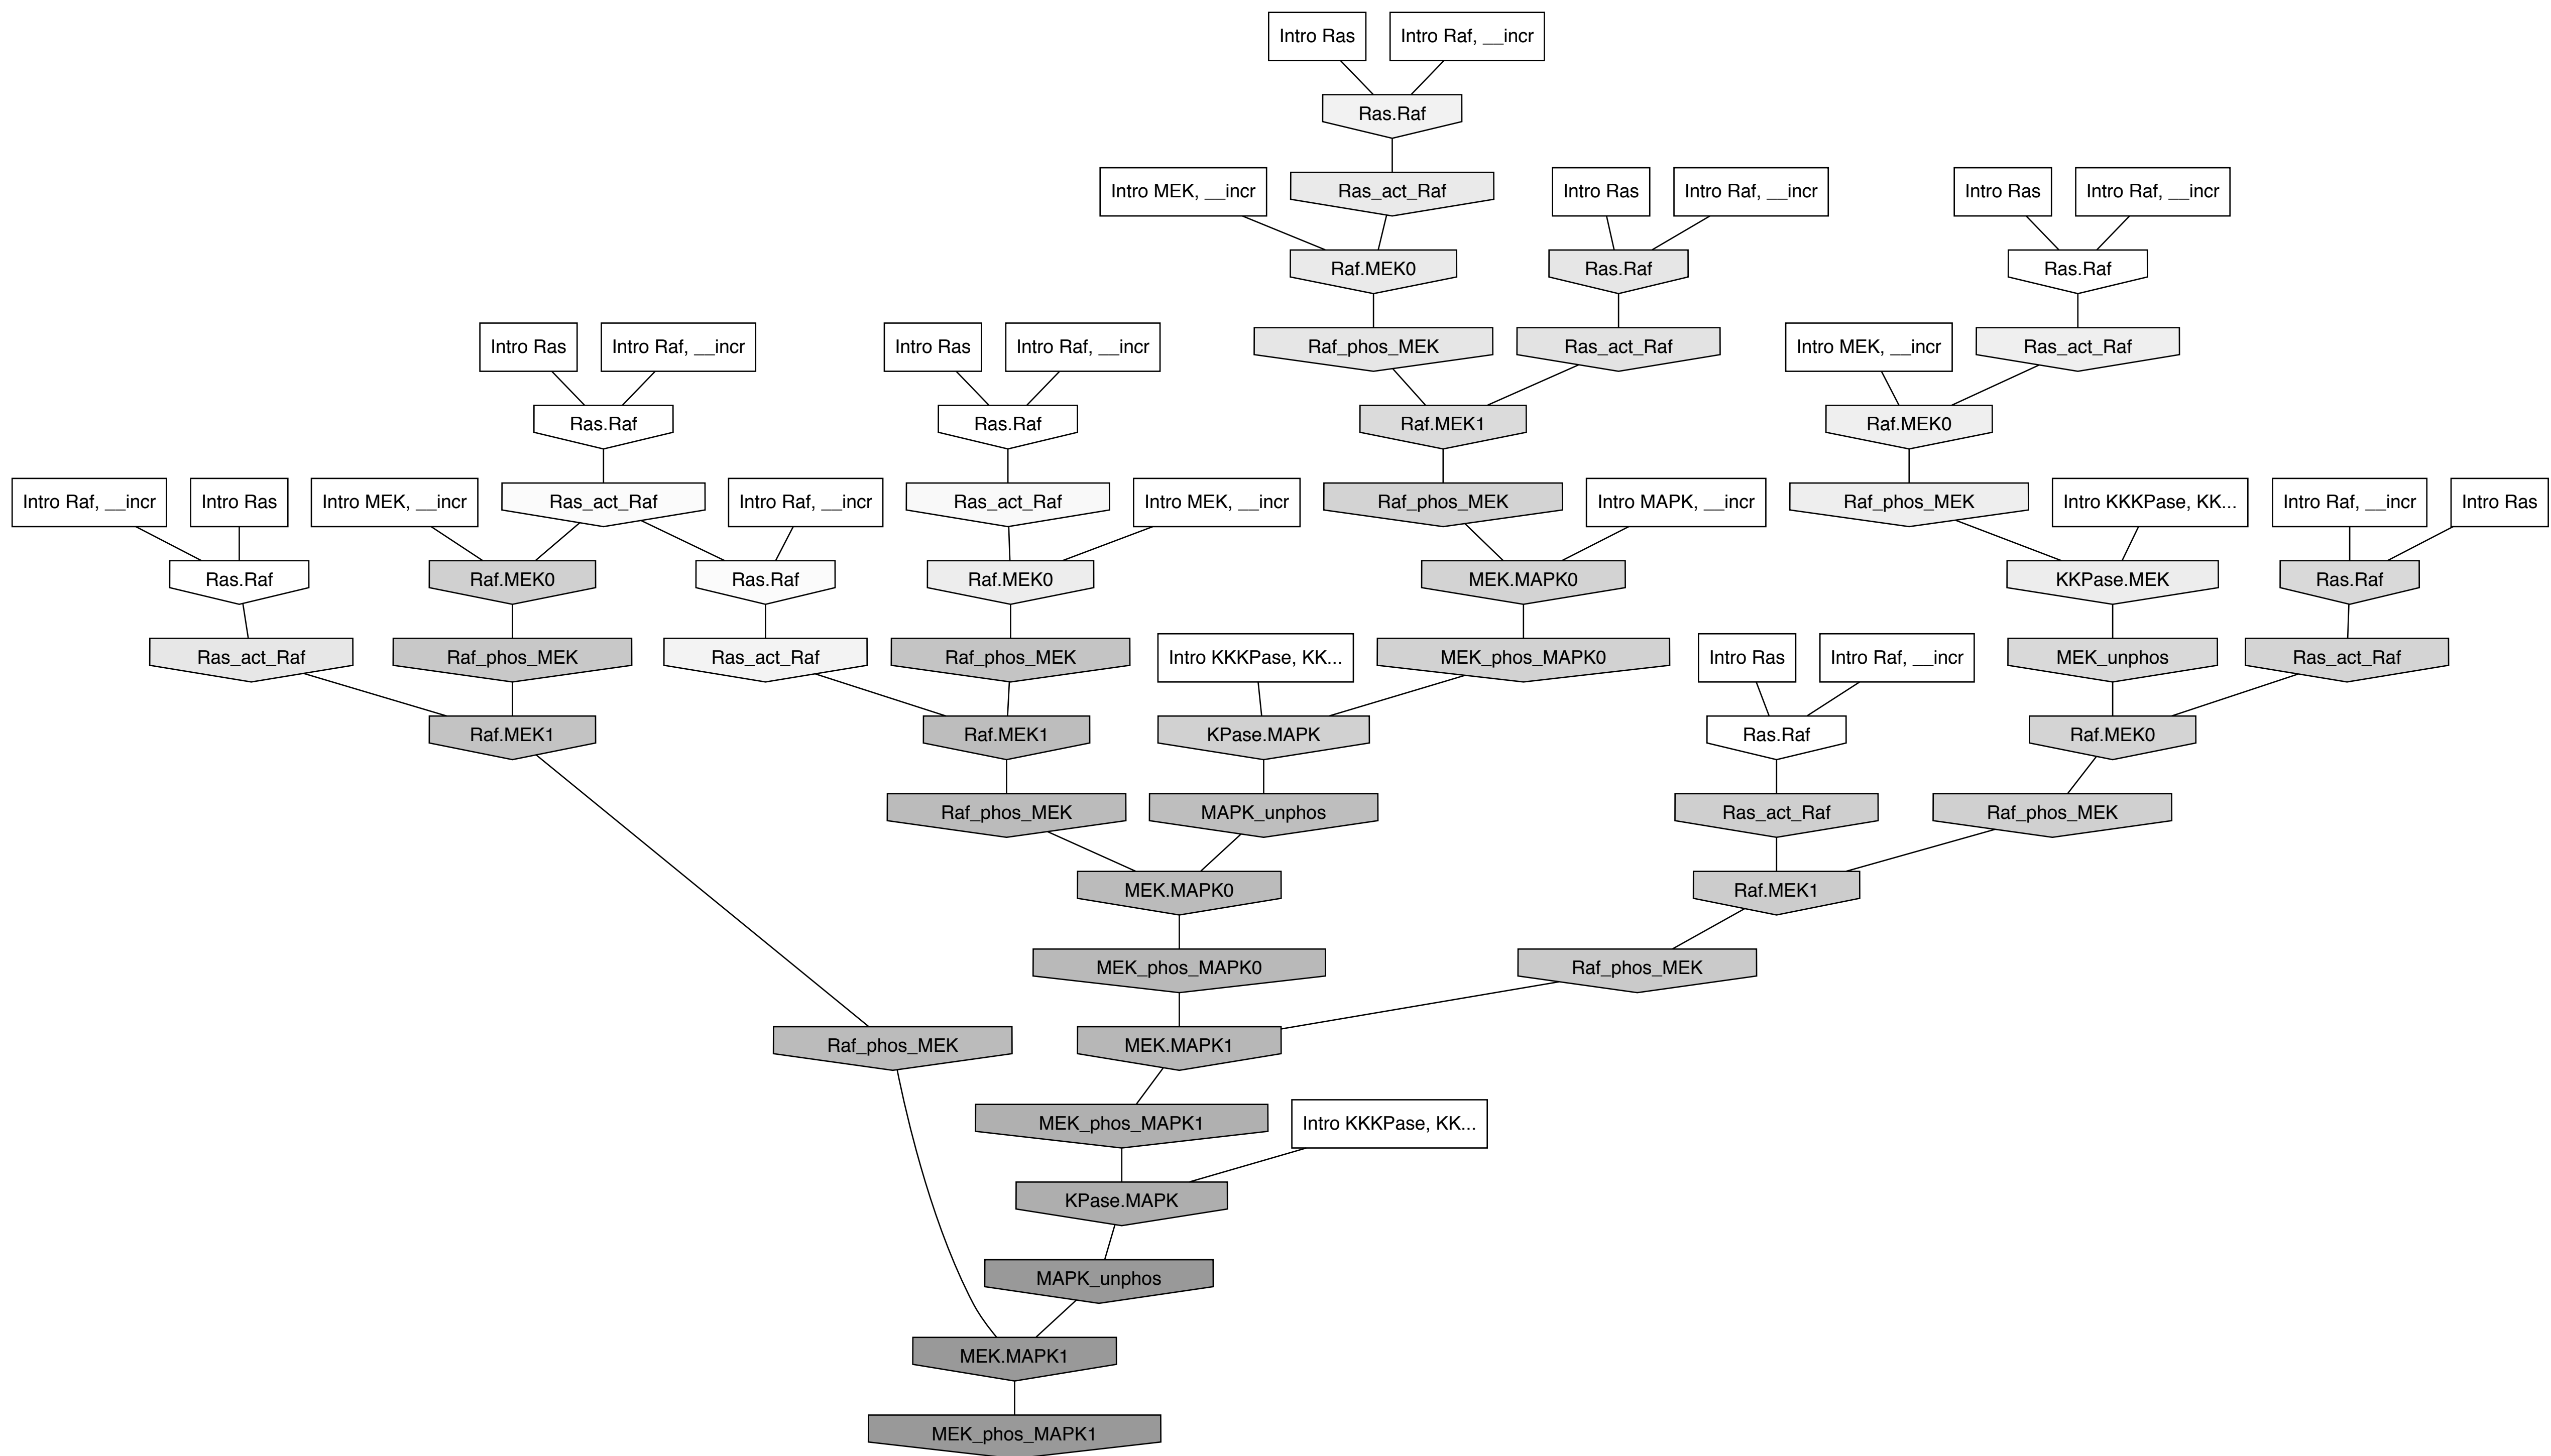 Intro Ras
Intro Raf, __incr
Ras.Raf
Intro MEK, __incr
Ras_act_Raf
Intro Ras
Intro Raf, __incr
Intro Ras
Intro Raf, __incr
Raf.MEK0
Ras.Raf
Ras.Raf
Intro Ras
Intro Raf, __incr
Intro Ras
Intro Raf, __incr
Raf_phos_MEK
Ras_act_Raf
Intro MEK, __incr
Ras_act_Raf
Ras.Raf
Ras.Raf
Raf.MEK1
Raf.MEK0
Intro Raf, __incr
Intro Ras
Intro MEK, __incr
Ras_act_Raf
Intro Raf, __incr
Ras_act_Raf
Intro MEK, __incr
Raf_phos_MEK
Intro MAPK, __incr
Raf_phos_MEK
Intro KKKPase, KK...
Intro Raf, __incr
Intro Ras
Ras.Raf
Raf.MEK0
Ras.Raf
Raf.MEK0
MEK.MAPK0
KKPase.MEK
Ras.Raf
Ras_act_Raf
Raf_phos_MEK
Ras_act_Raf
Raf_phos_MEK
Intro KKKPase, KK...
MEK_phos_MAPK0
Intro Ras
Intro Raf, __incr
MEK_unphos
Ras_act_Raf
Raf.MEK1
Raf.MEK1
KPase.MAPK
Ras.Raf
Raf.MEK0
Raf_phos_MEK
MAPK_unphos
Ras_act_Raf
Raf_phos_MEK
MEK.MAPK0
Raf.MEK1
MEK_phos_MAPK0
Raf_phos_MEK
Raf_phos_MEK
MEK.MAPK1
MEK_phos_MAPK1
Intro KKKPase, KK...
KPase.MAPK
MAPK_unphos
MEK.MAPK1
MEK_phos_MAPK1